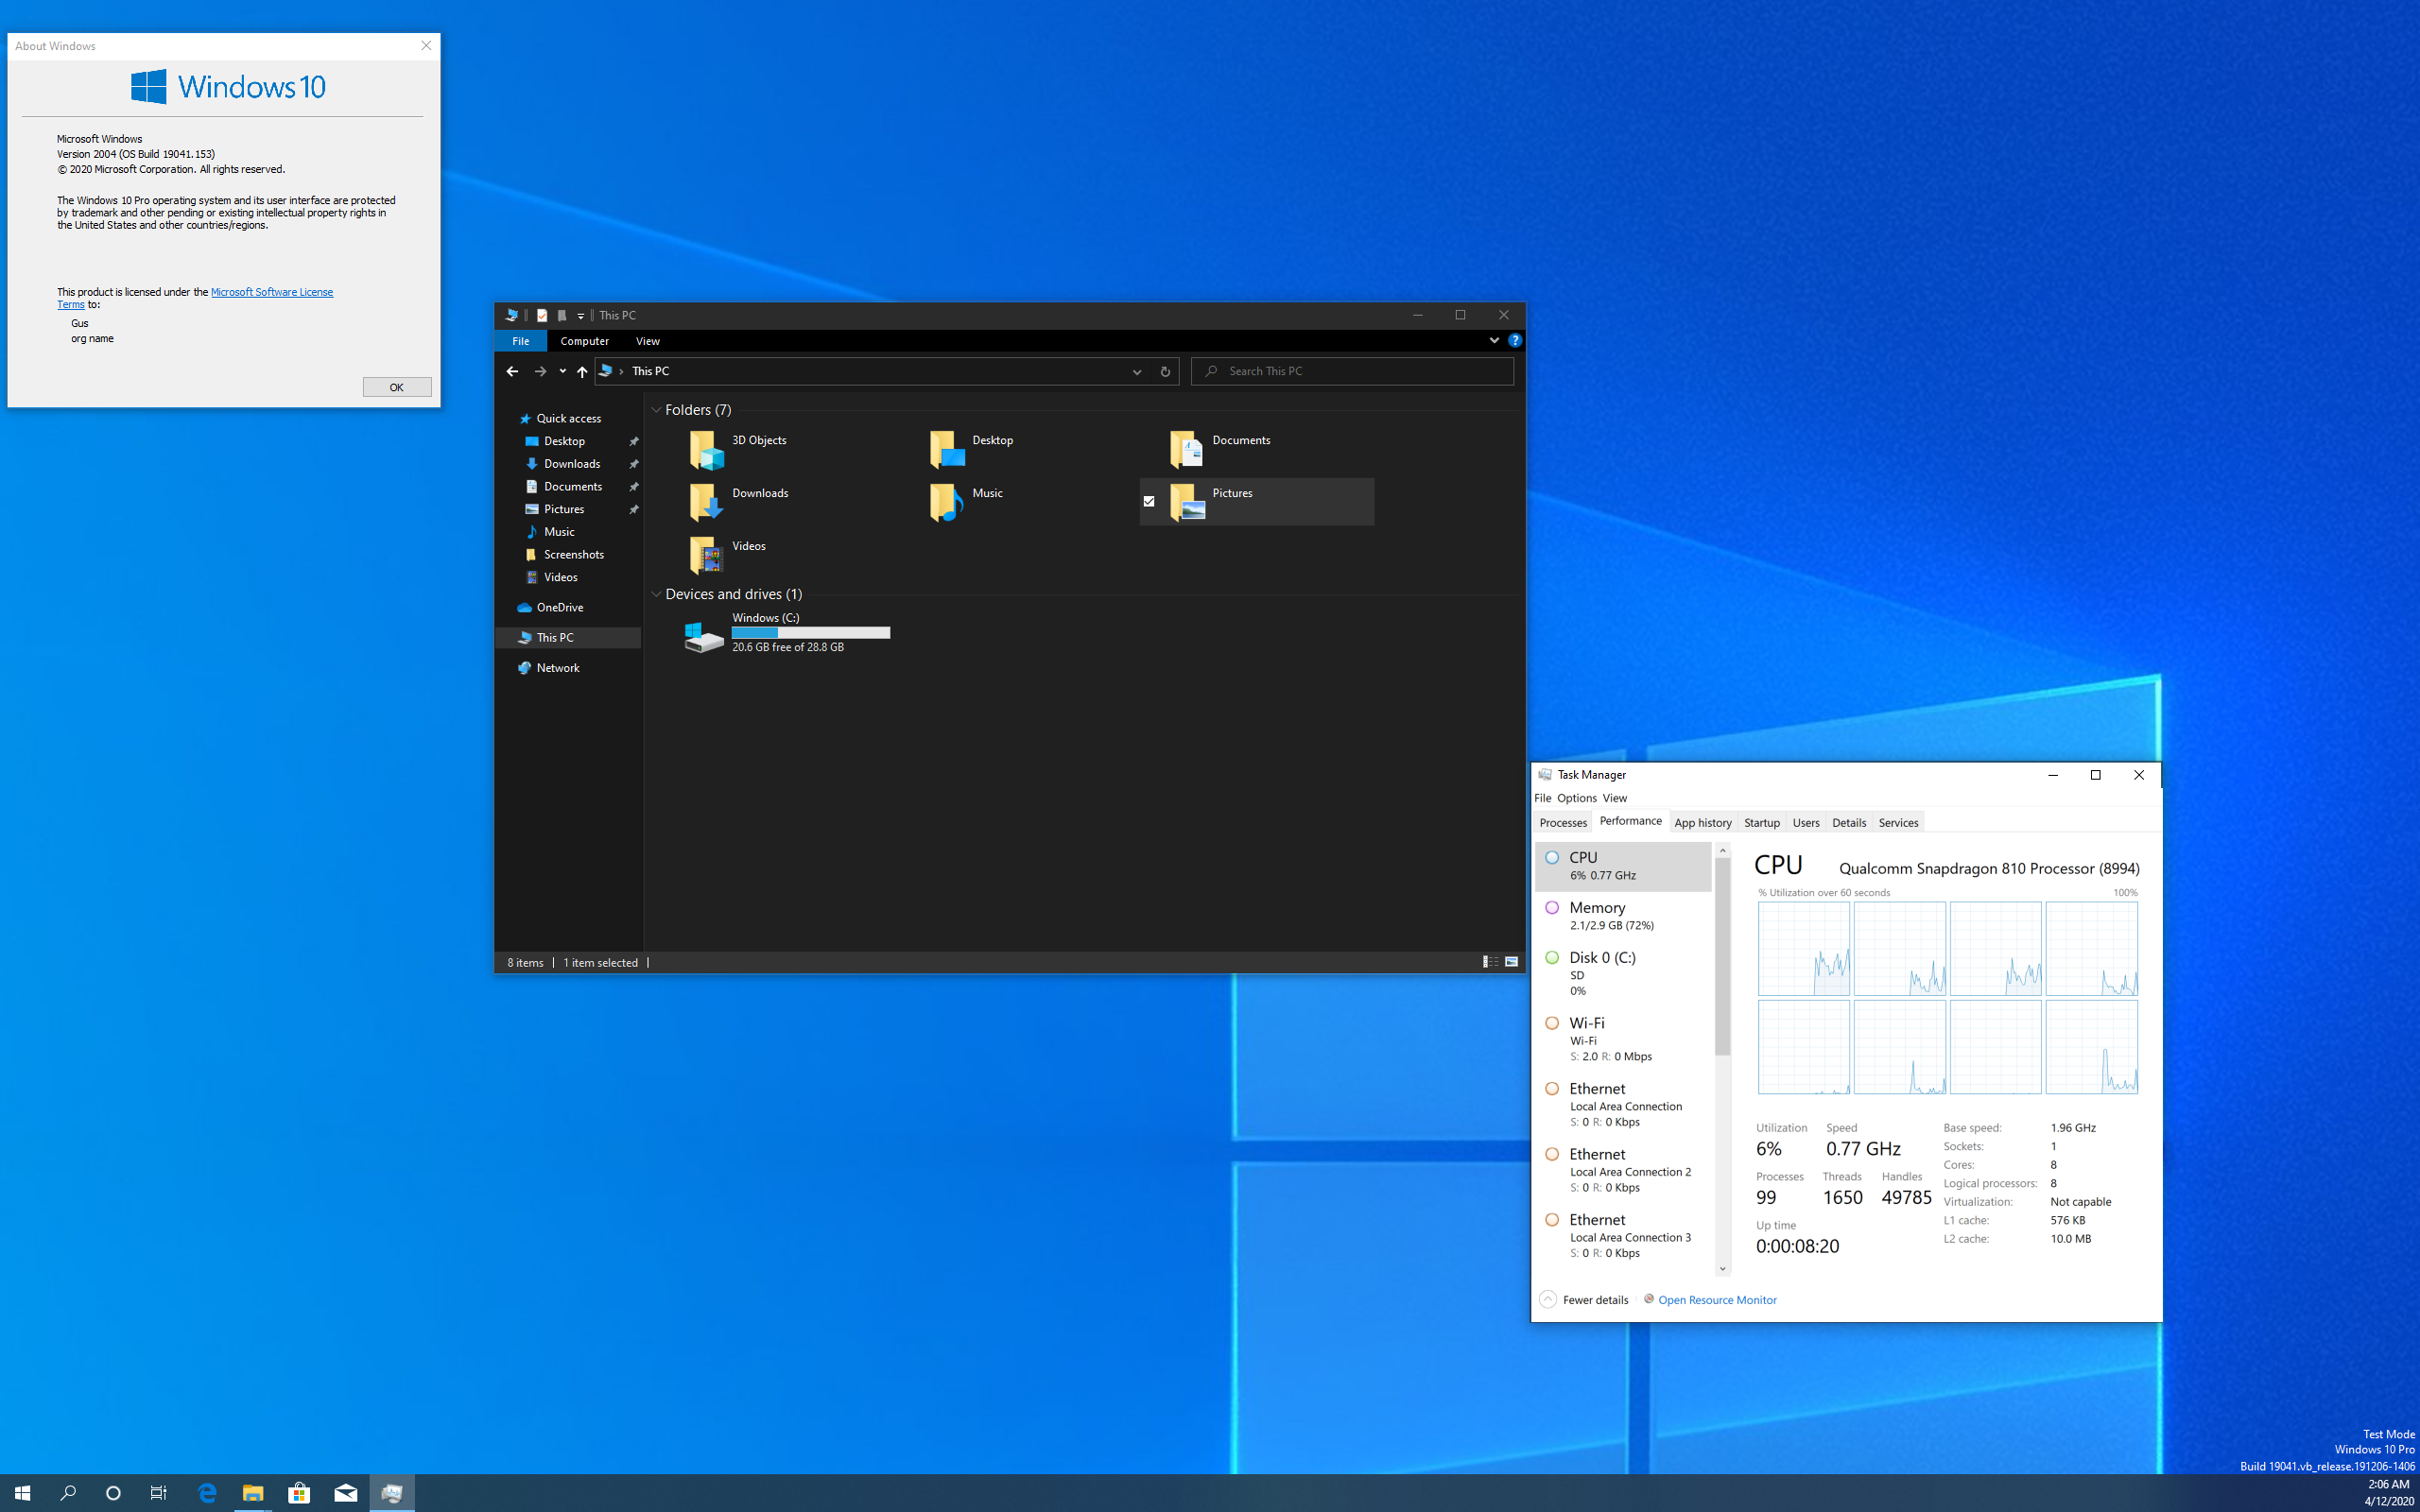 About Windows
Windows 10
Microsoft Windows
Version 2004 (OS Build 19041.153)
© 2020 Microsoft Corporation. All rights reserved.
The Windows 10 Pro operating system and its user interface are protected
by trademark and other pending or existing intellectual property rights in
the United States and other countries/regions.
This product is licensed under the Microsoft Software License
Terms to:
Gus
org name
OK
This PC
File Computer View
This PC
Search This PC
Quick access
Desktop
Downloads
Documents
Pictures
Music
Screenshots
Videos
OneDrive
This PC
Network
Folders (7)
3D Objects
Desktop
Documents
Downloads
Music
Pictures
Videos
Devices and drives (1)
Windows (C:)
20.6 GB free of 28.8 GB
8 items
1 item selected
Task Manager
File Options View
Processes Performance App history Startup Users Details Services
CPU
6% 0.77 GHz
Memory
2.1/2.9 GB (72%)
Disk 0 (C:)
SD
0%
Wi-Fi
Wi-Fi
S: 2.0 R: 0 Mbps
Ethernet
Local Area Connection
S: 0 R: 0 Kbps
Ethernet
Local Area Connection 2
S: 0 R: 0 Kbps
Ethernet
Local Area Connection 3
S: 0 R: 0 Kbps
CPU Qualcomm Snapdragon 810 Processor (8994)
% Utilization over 60 seconds 100%
Utilization Speed
6% 0.77 GHz
Processes Threads Handles
99 1650 49785
Up time
0:00:08:20
Base speed: 1.96 GHz
Sockets: 1
Cores: 8
Logical processors: 8
Virtualization: Not capable
L1 cache: 576 KB
L2 cache: 10.0 MB
Fewer details
Open Resource Monitor
Test Mode
Windows 10 Pro
Build 19041.vb_release.191206-1406
2:06 AM
4/12/2020